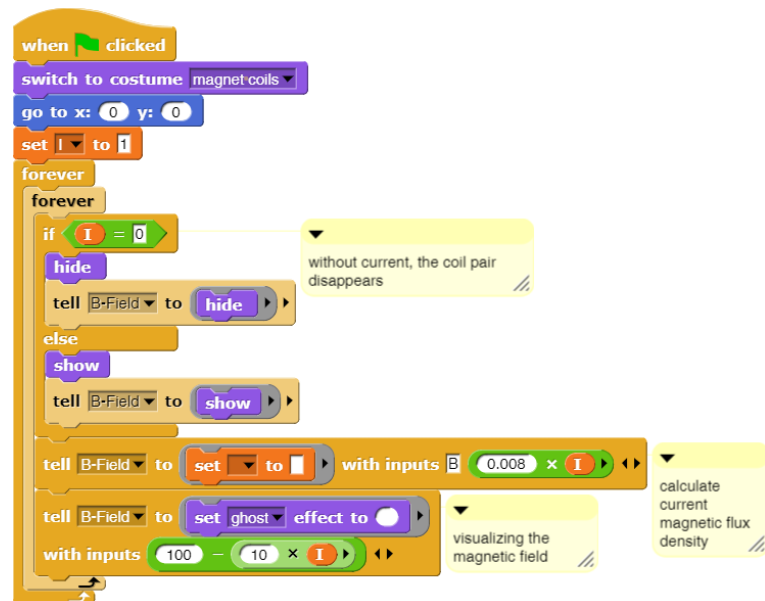 when clicked
switch to costume magnet coils
go to x: 0 y: 0
set I to 1
forever
forever
if I = 0
without current, the coil pair
disappears
hide
tell B-Field to hide
else
show
tell B-Field to show
tell B-Field to set to with inputs B 0.008 × I
calculate
current
magnetic flux
density
tell B-Field to set ghost effect to
with inputs 100 − 10 × I
visualizing the
magnetic field